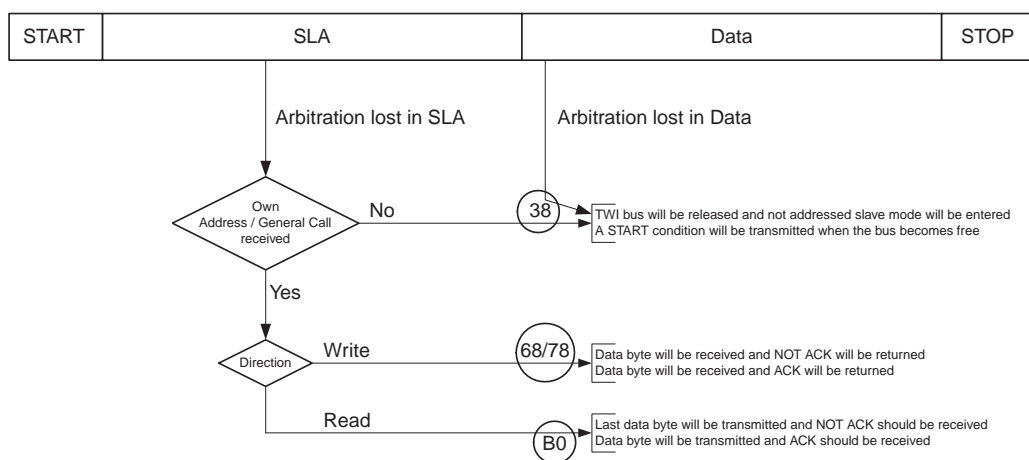 START SLA Data STOP
Arbitration lost in SLA Arbitration lost in Data
Own
Address / General Call
received
No
38
TWI bus will be released and not addressed slave mode will be entered
A START condition will be transmitted when the bus becomes free
Yes
Direction
Write
68/78
Data byte will be received and NOT ACK will be returned
Data byte will be received and ACK will be returned
Read
B0
Last data byte will be transmitted and NOT ACK should be received
Data byte will be transmitted and ACK should be received